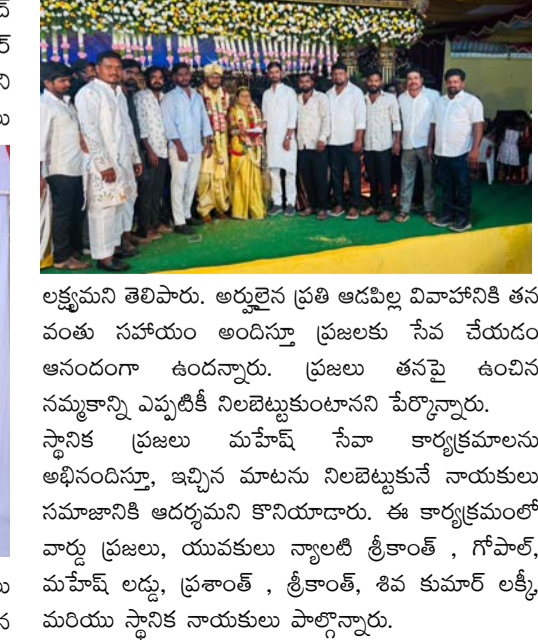 లక్ష్యమని తెలిపారు. అర్హులైన ప్రతి ఆడపిల్ల వివాహానికి తన
వంతు సహాయం అందిస్తూ ప్రజలకు సేవ చేయడం
ఆనందంగా ఉందన్నారు. ప్రజలు తనపై ఉంచిన
నమ్మకాన్ని ఎప్పటికీ నిలబెట్టుకుంటానని పేర్కొన్నారు.
స్థానిక ప్రజలు మహేష్ సేవా కార్యక్రమాలను
అభినందిస్తూ, ఇచ్చిన మాటను నిలబెట్టుకునే నాయకులు
సమాజానికి ఆదర్శమని కొనియాడారు. ఈ కార్యక్రమంలో
వార్డు ప్రజలు, యువకులు న్యాలటి శ్రీకాంత్ , గోపాల్,
మహేష్ లడ్డు, ప్రశాంత్ , శ్రీకాంత్, శివ కుమార్ లక్కీ
మరియు స్థానిక నాయకులు పాల్గొన్నారు.